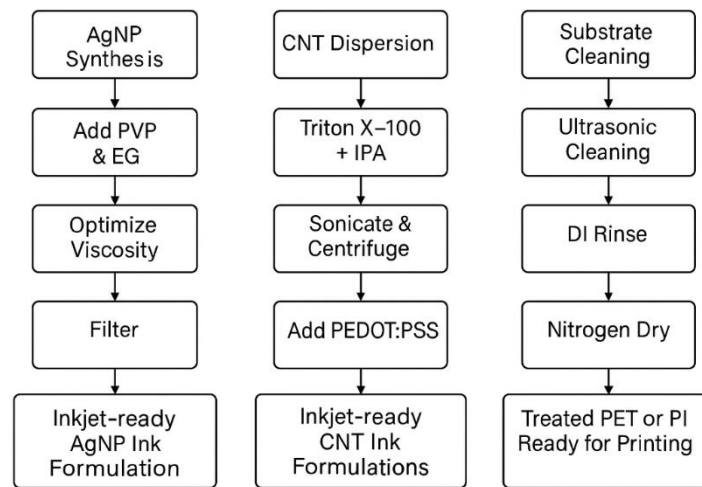 AgNP
Synthesis
Add PVP
& EG
Optimize
Viscosity
Filter
Inkjet-ready
AgNP Ink
Formulation
CNT Dispersion
Triton X-100
+ IPA
Sonicate &
Centrifuge
Add PEDOT:PSS
Inkjet-ready
CNT Ink
Formulations
Substrate
Cleaning
Ultrasonic
Cleaning
DI Rinse
Nitrogen Dry
Treated PET or PI
Ready for Printing